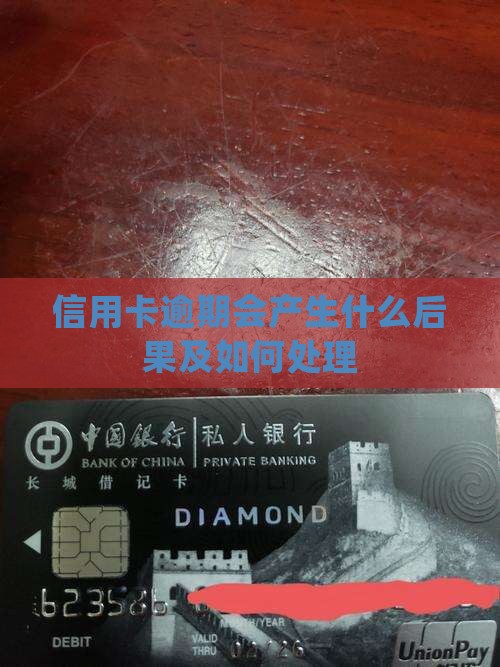 信用卡逾期会产生什么后
果及如何处理
中国银行 私人银行
BANK OF CHINA PRIVATE BANKING
长城借记卡
DIAMOND
MONTH/YEAR
DEBIT
VALID
THRU
UnionPay